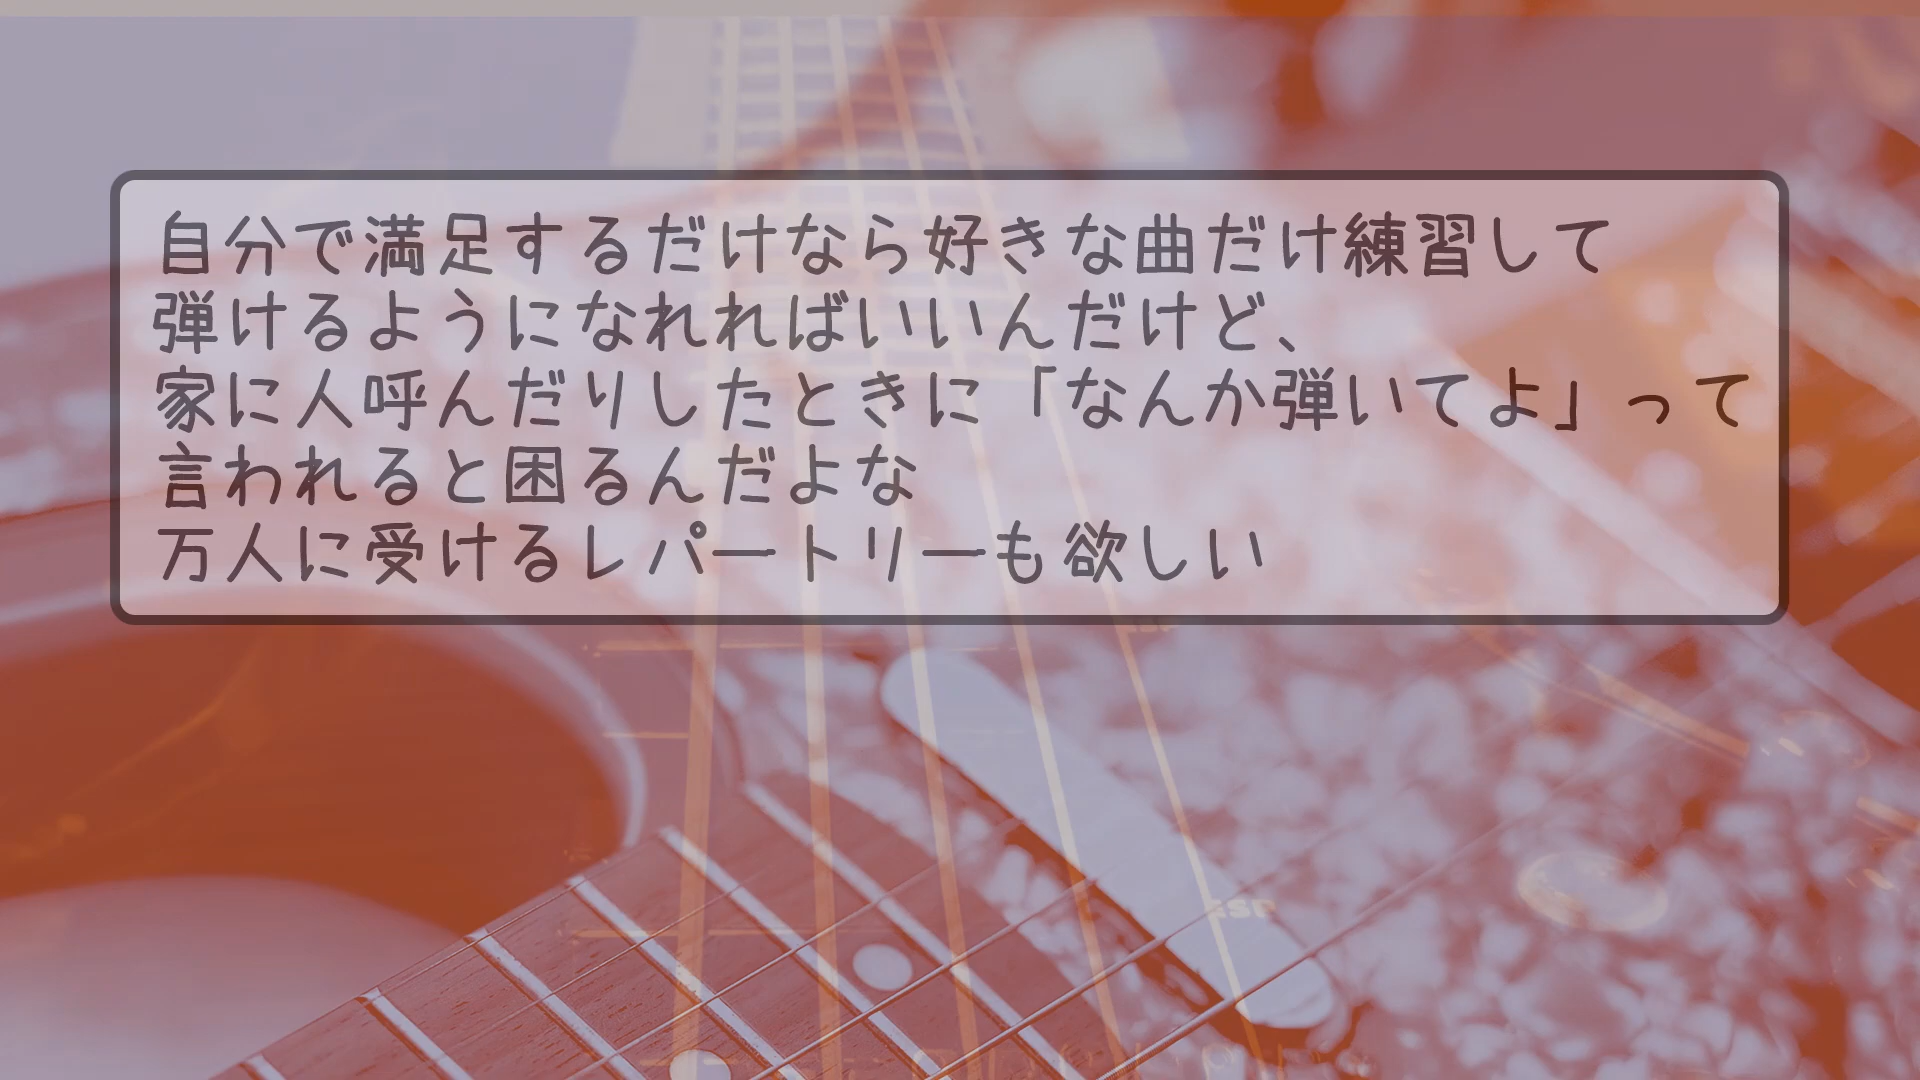 自分で満足するだけなら好きな曲だけ練習して
弾けるようになれればいいんだけど、
家に人呼んだりしたときに「なんか弾いてよ」って
言われると困るんだよな
万人に受けるレパートリーも欲しい
ESP